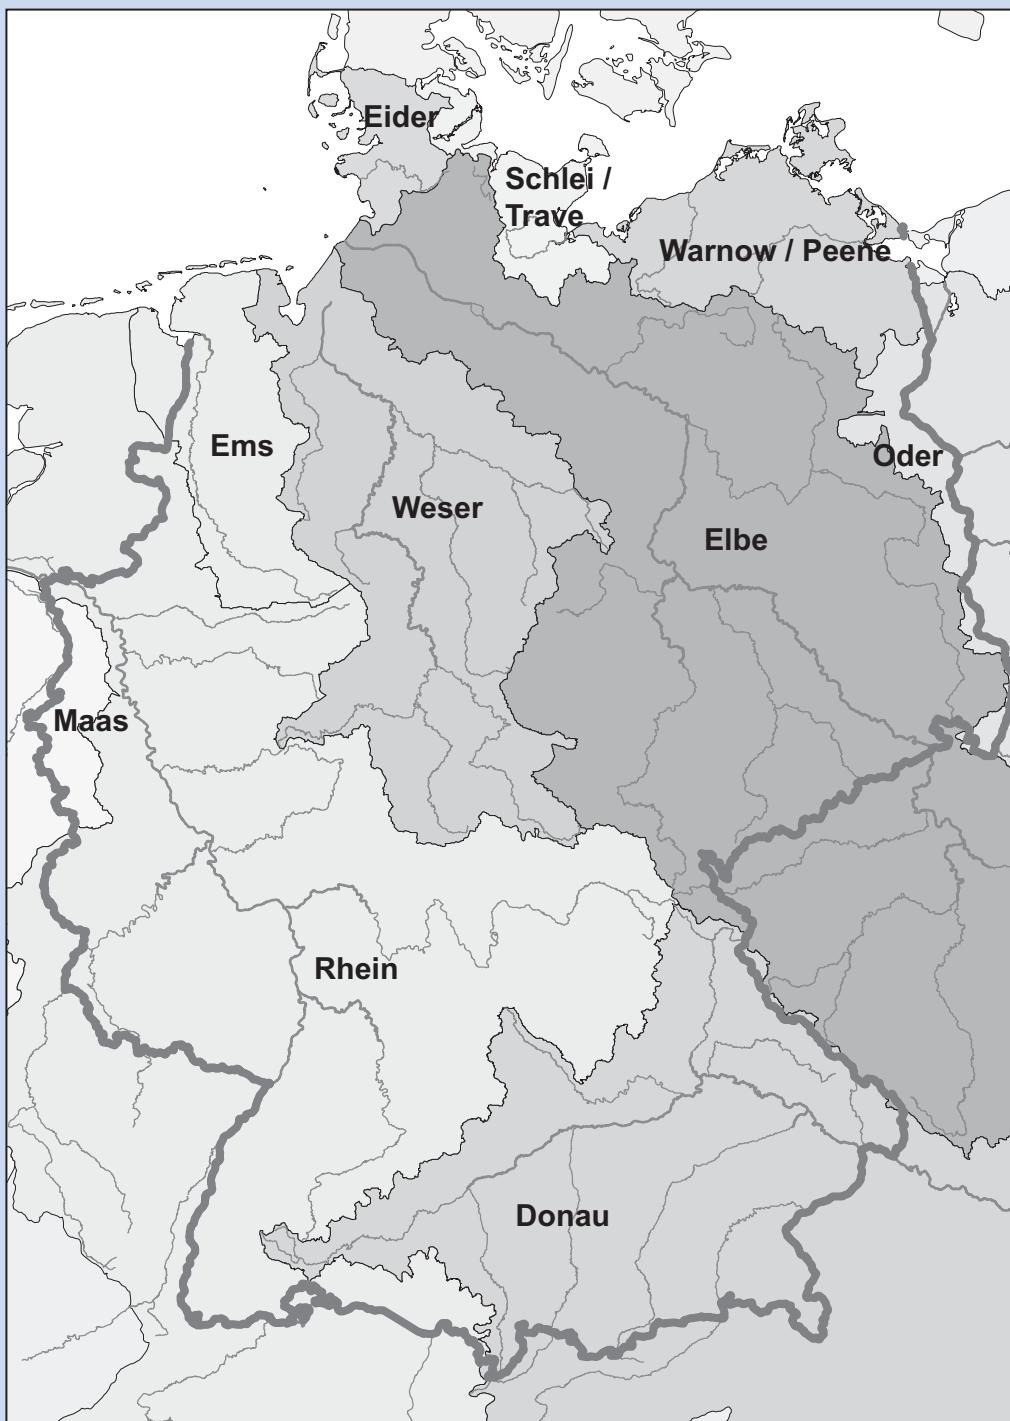 Eider
Schlei /
Trave
Warnow / Peene
Ems
Oder
Weser
Elbe
Maas
Rhein
Donau